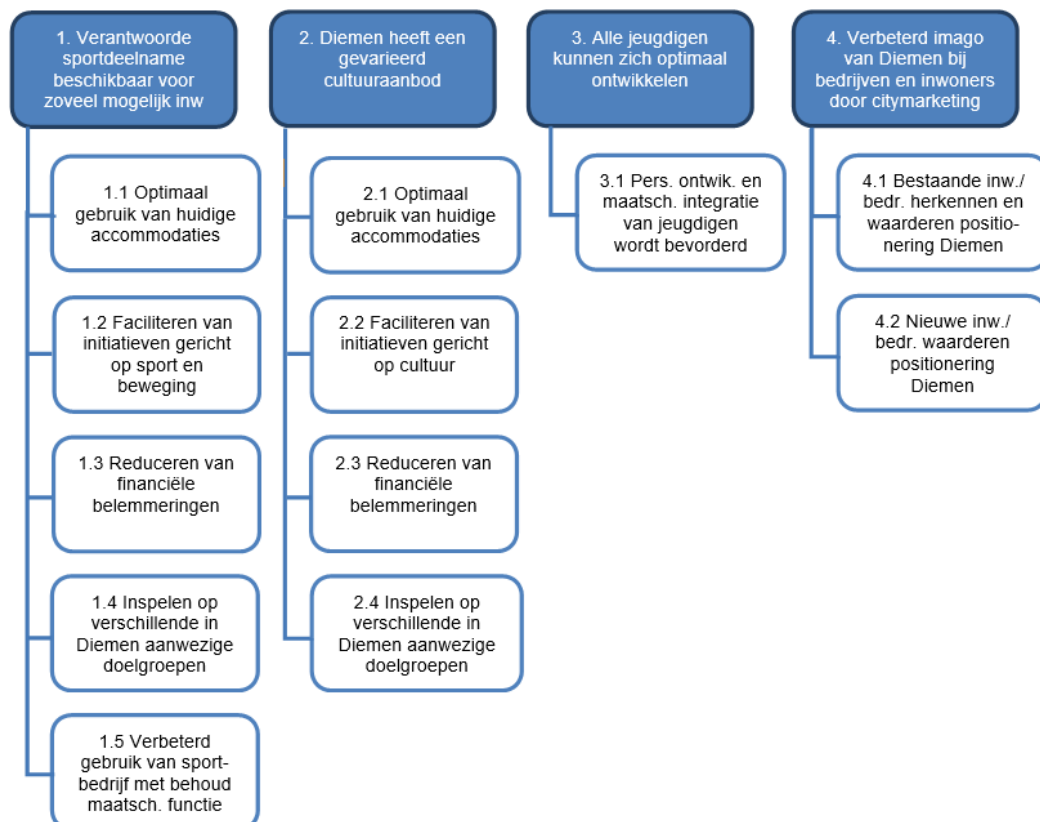 1. Verantwoorde
sportdeelname
beschikbaar voor
zoveel mogelijk inw
1.1 Optimaal
gebruik van huidige
accommodaties
1.2 Faciliteren van
initiatieven gericht
op sport en
beweging
1.3 Reduceren van
financiële
belemmeringen
1.4 Inspelen op
verschillende in
Diemen aanwezige
doelgroepen
1.5 Verbeterd
gebruik van sport-
bedrijf met behoud
maatsch. functie
2. Diemen heeft een
gevarieerd
cultuuraanbod
2.1 Optimaal
gebruik van huidige
accommodaties
2.2 Faciliteren van
initiatieven gericht
op cultuur
2.3 Reduceren van
financiële
belemmeringen
2.4 Inspelen op
verschillende in
Diemen aanwezige
doelgroepen
3. Alle jeugdigen
kunnen zich optimaal
ontwikkelen
3.1 Pers. ontwik. en
maatsch. integratie
van jeugdigen
wordt bevorderd
4. Verbeterd imago
van Diemen bij
bedrijven en inwoners
door citymarketing
4.1 Bestaande inw./
bedr. herkennen en
waarderen positio-
nering Diemen
4.2 Nieuwe inw./
bedr. waarderen
positionering
Diemen